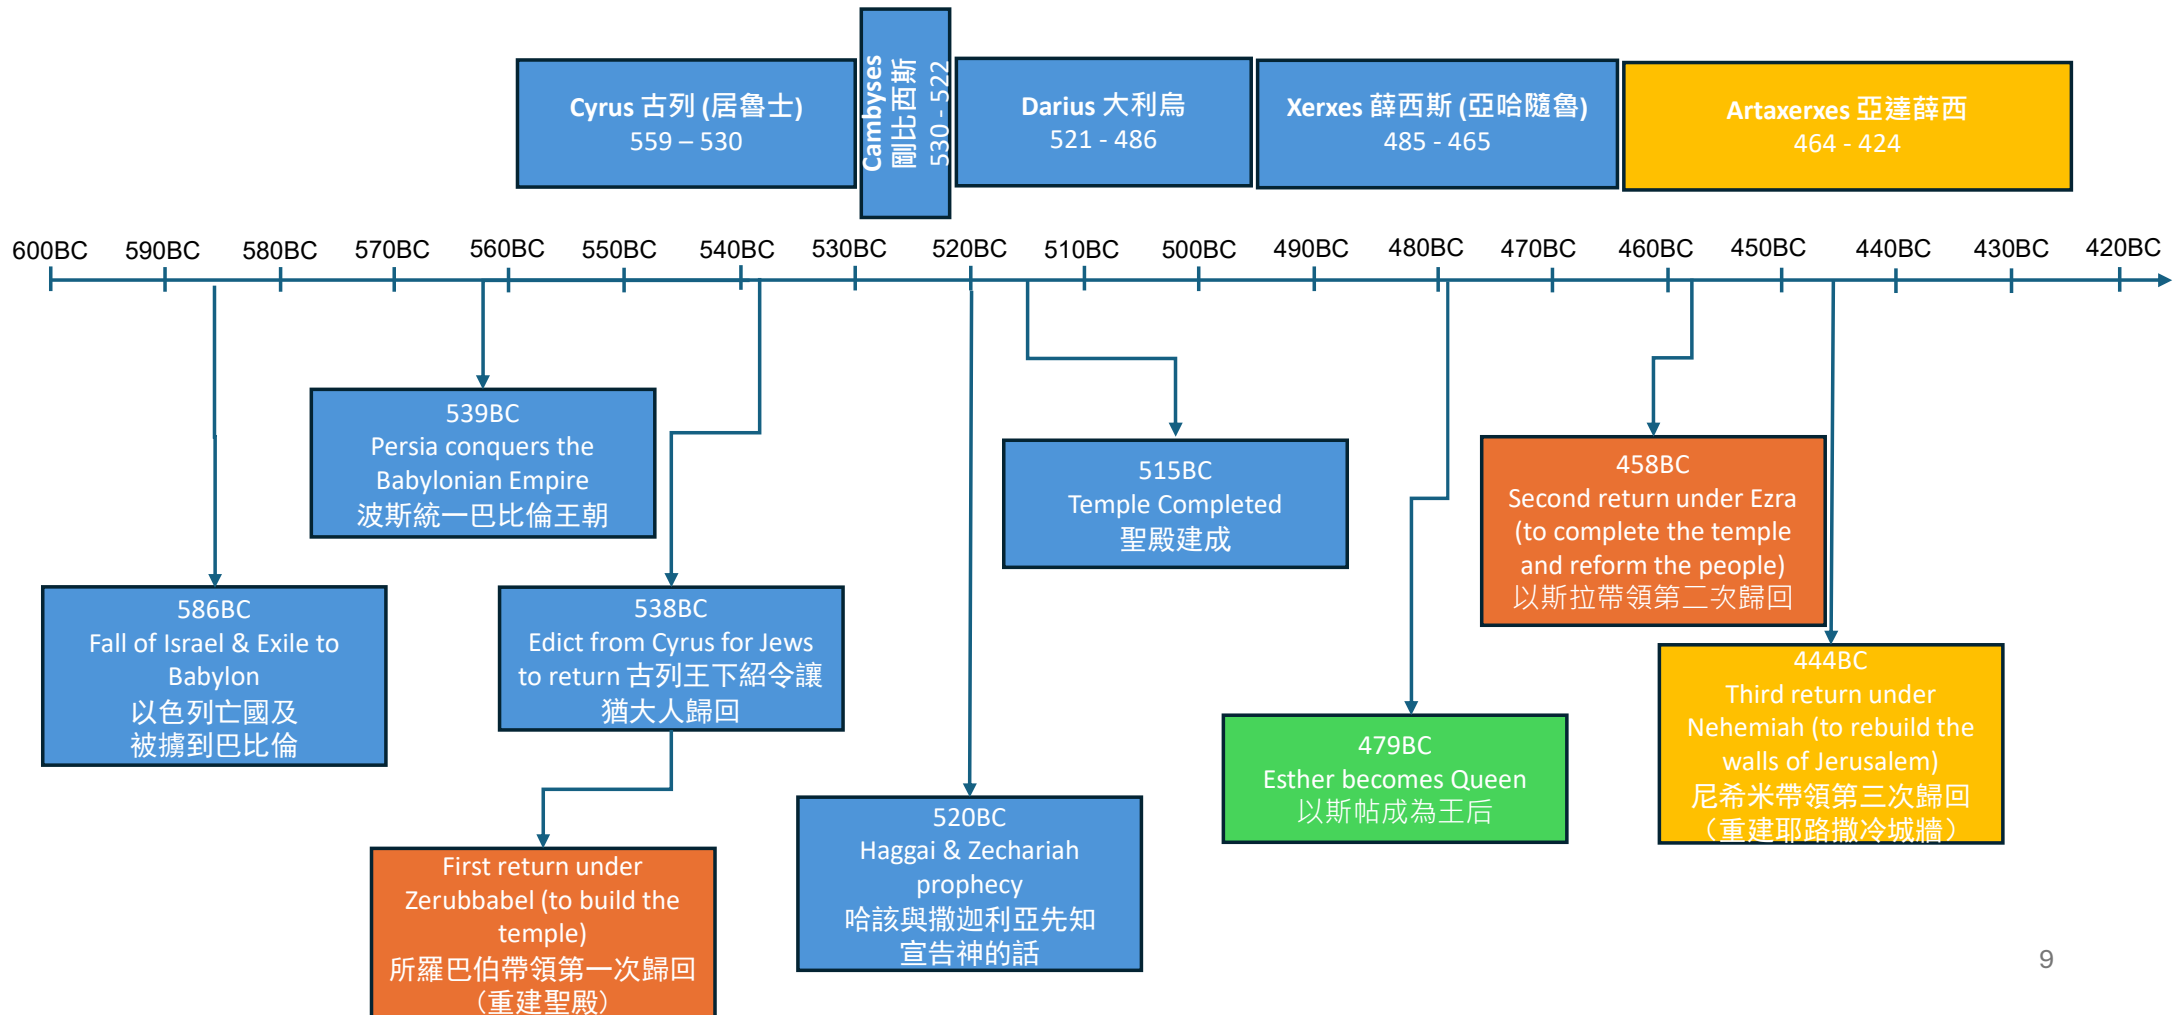 Cyrus 古列 (居魯士)
559 – 530
Cambyses
剛比西斯
530 - 522
Darius 大利烏
521 - 486
Xerxes 薛西斯 (亞哈隨魯)
485 - 465
Artaxerxes 亞達薛西
464 - 424
600BC 590BC 580BC 570BC 560BC 550BC 540BC 530BC 520BC 510BC 500BC 490BC 480BC 470BC 460BC 450BC 440BC 430BC 420BC
586BC
Fall of Israel & Exile to
Babylon
以色列亡國及
被擄到巴比倫
539BC
Persia conquers the
Babylonian Empire
波斯統一巴比倫王朝
538BC
Edict from Cyrus for Jews
to return 古列王下紹令讓
猶大人歸回
First return under
Zerubbabel (to build the
temple)
所羅巴伯帶領第一次歸回
（重建聖殿）
520BC
Haggai & Zechariah
prophecy
哈該與撒迦利亞先知
宣告神的話
515BC
Temple Completed
聖殿建成
479BC
Esther becomes Queen
以斯帖成為王后
458BC
Second return under Ezra
(to complete the temple
and reform the people)
以斯拉帶領第二次歸回
444BC
Third return under
Nehemiah (to rebuild the
walls of Jerusalem)
尼希米帶領第三次歸回
（重建耶路撒冷城牆）
9